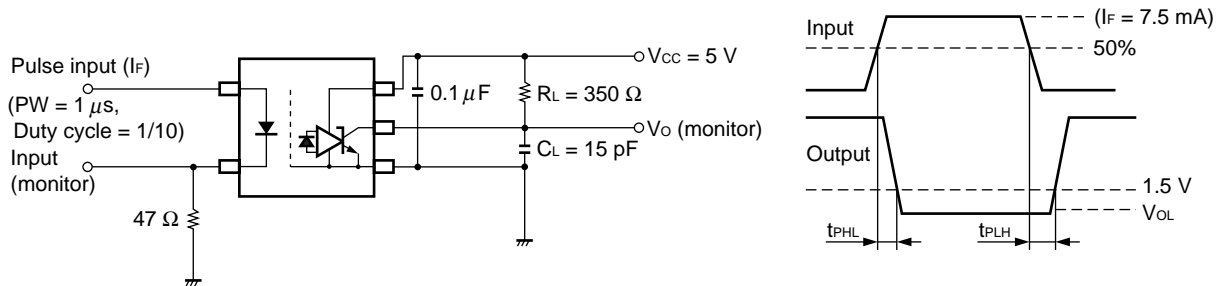 Pulse input (IF)
(PW = 1 μs,
Duty cycle = 1/10)
Input
(monitor)
47 Ω
VCC = 5 V
0.1 μF
RL = 350 Ω
VO (monitor)
CL = 15 pF
Input
(IF = 7.5 mA)
50%
Output
1.5 V
VOL
tPHL
tPLH